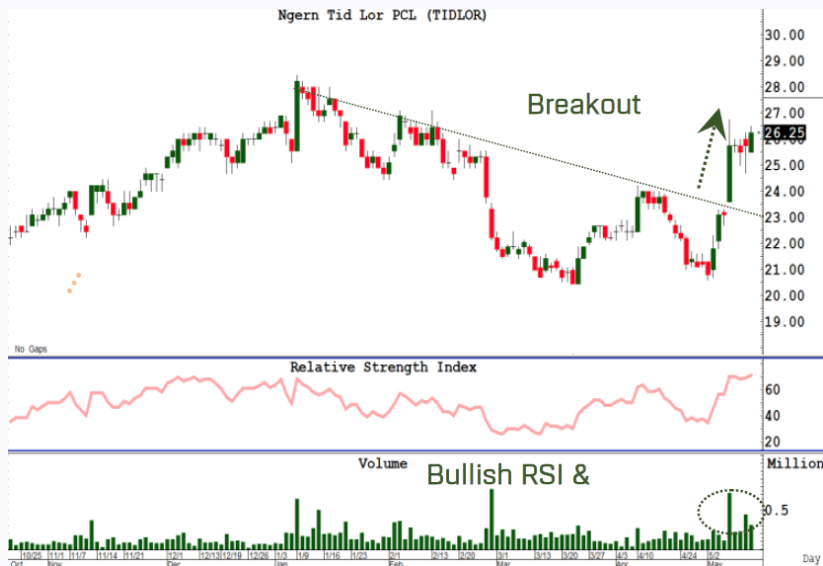 Ngern Tid Lor PCL (TIDLOR)
30.00
29.00
28.00
Breakout
27.00
26.25
25.00
24.00
23.00
22.00
21.00
20.00
19.00
No Gaps
Relative Strength Index
60
40
20
Volume
Million
Bullish RSI &
0.5
10/25 11/1 11/7 11/14 11/21 12/1 12/13 12/19 12/26 1/3 1/9 1/16 1/23 2/1 2/13 2/20 3/1 3/13 3/20 3/27 4/3 4/10 4/24 5/2
Oct Nov Dec Jan Feb Mar Apr May Day